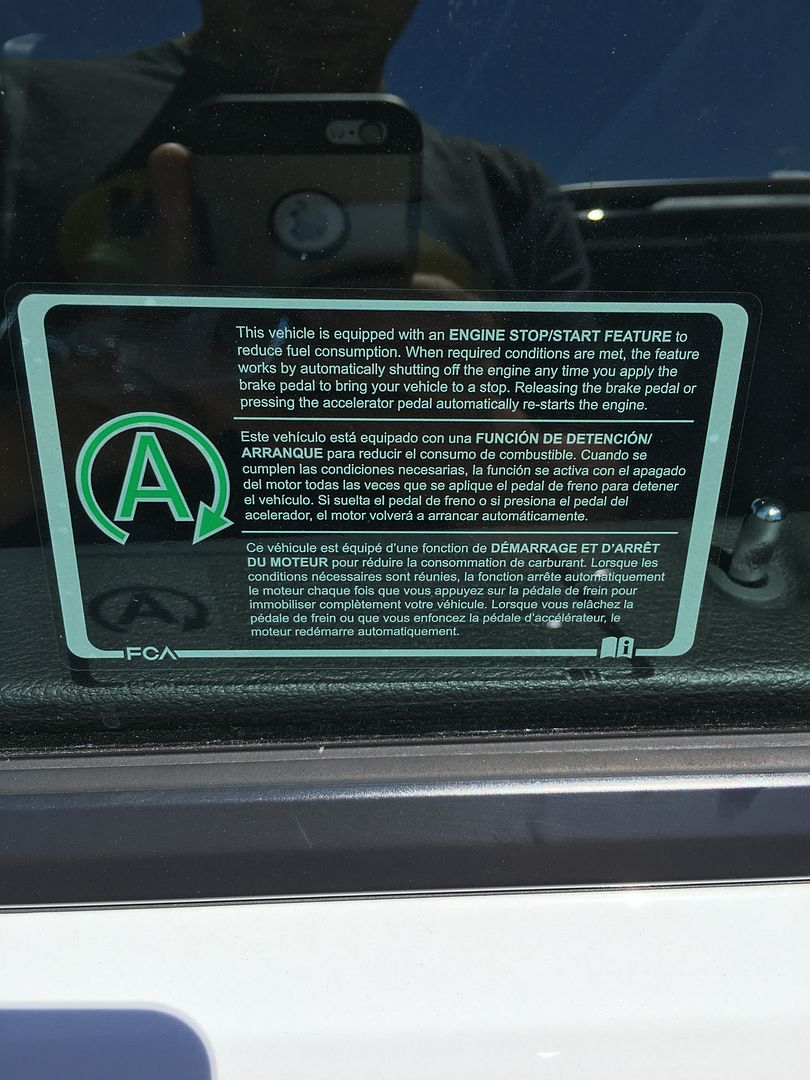 This vehicle is equipped with an ENGINE STOP/START FEATURE to
reduce fuel consumption. When required conditions are met, the feature
works by automatically shutting off the engine any time you apply the
brake pedal to bring your vehicle to a stop. Releasing the brake pedal or
pressing the accelerator pedal automatically re-starts the engine.
A
Este vehículo está equipado con una FUNCIÓN DE DETENCIÓN/
ARRANQUE para reducir el consumo de combustible. Cuando se
cumplen las condiciones necesarias, la función se activa con el apagado
del motor todas las veces que se aplique el pedal de freno para detener
el vehículo. Si suelta el pedal de freno o si presiona el pedal del
acelerador, el motor volverá a arrancar automáticamente.
Ce véhicule est équipé d'une fonction de DÉMARRAGE ET D'ARRÊT
DU MOTEUR pour réduire la consommation de carburant. Lorsque les
conditions nécessaires sont réunies, la fonction arrête automatiquement
le moteur chaque fois que vous appuyez sur la pédale de frein pour
immobiliser complètement votre véhicule. Lorsque vous relâchez la
pédale de frein ou que vous enfoncez la pédale d'accélérateur, le
moteur redémarre automatiquement.
FCA
i